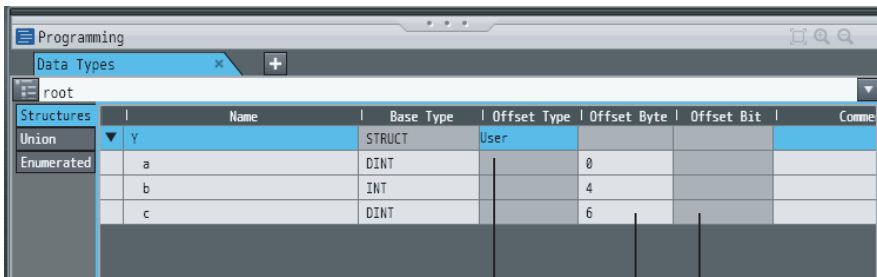 Programming
Data Types × +
root
Structures Name Base Type Offset Type Offset Byte Offset Bit Comme
Union ▼ Y STRUCT User
Enumerated a DINT 0
b INT 4
c DINT 6